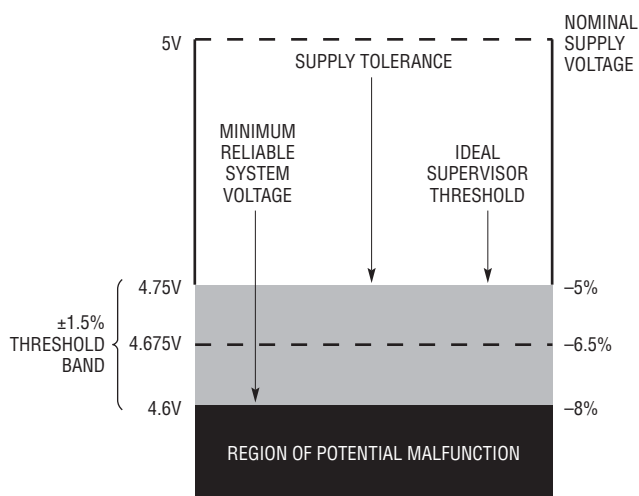 NOMINAL
SUPPLY
VOLTAGE
5V
SUPPLY TOLERANCE
MINIMUM
RELIABLE
SYSTEM
VOLTAGE
IDEAL
SUPERVISOR
THRESHOLD
4.75V
–5%
±1.5%
THRESHOLD
BAND
4.675V
–6.5%
4.6V
–8%
REGION OF POTENTIAL MALFUNCTION